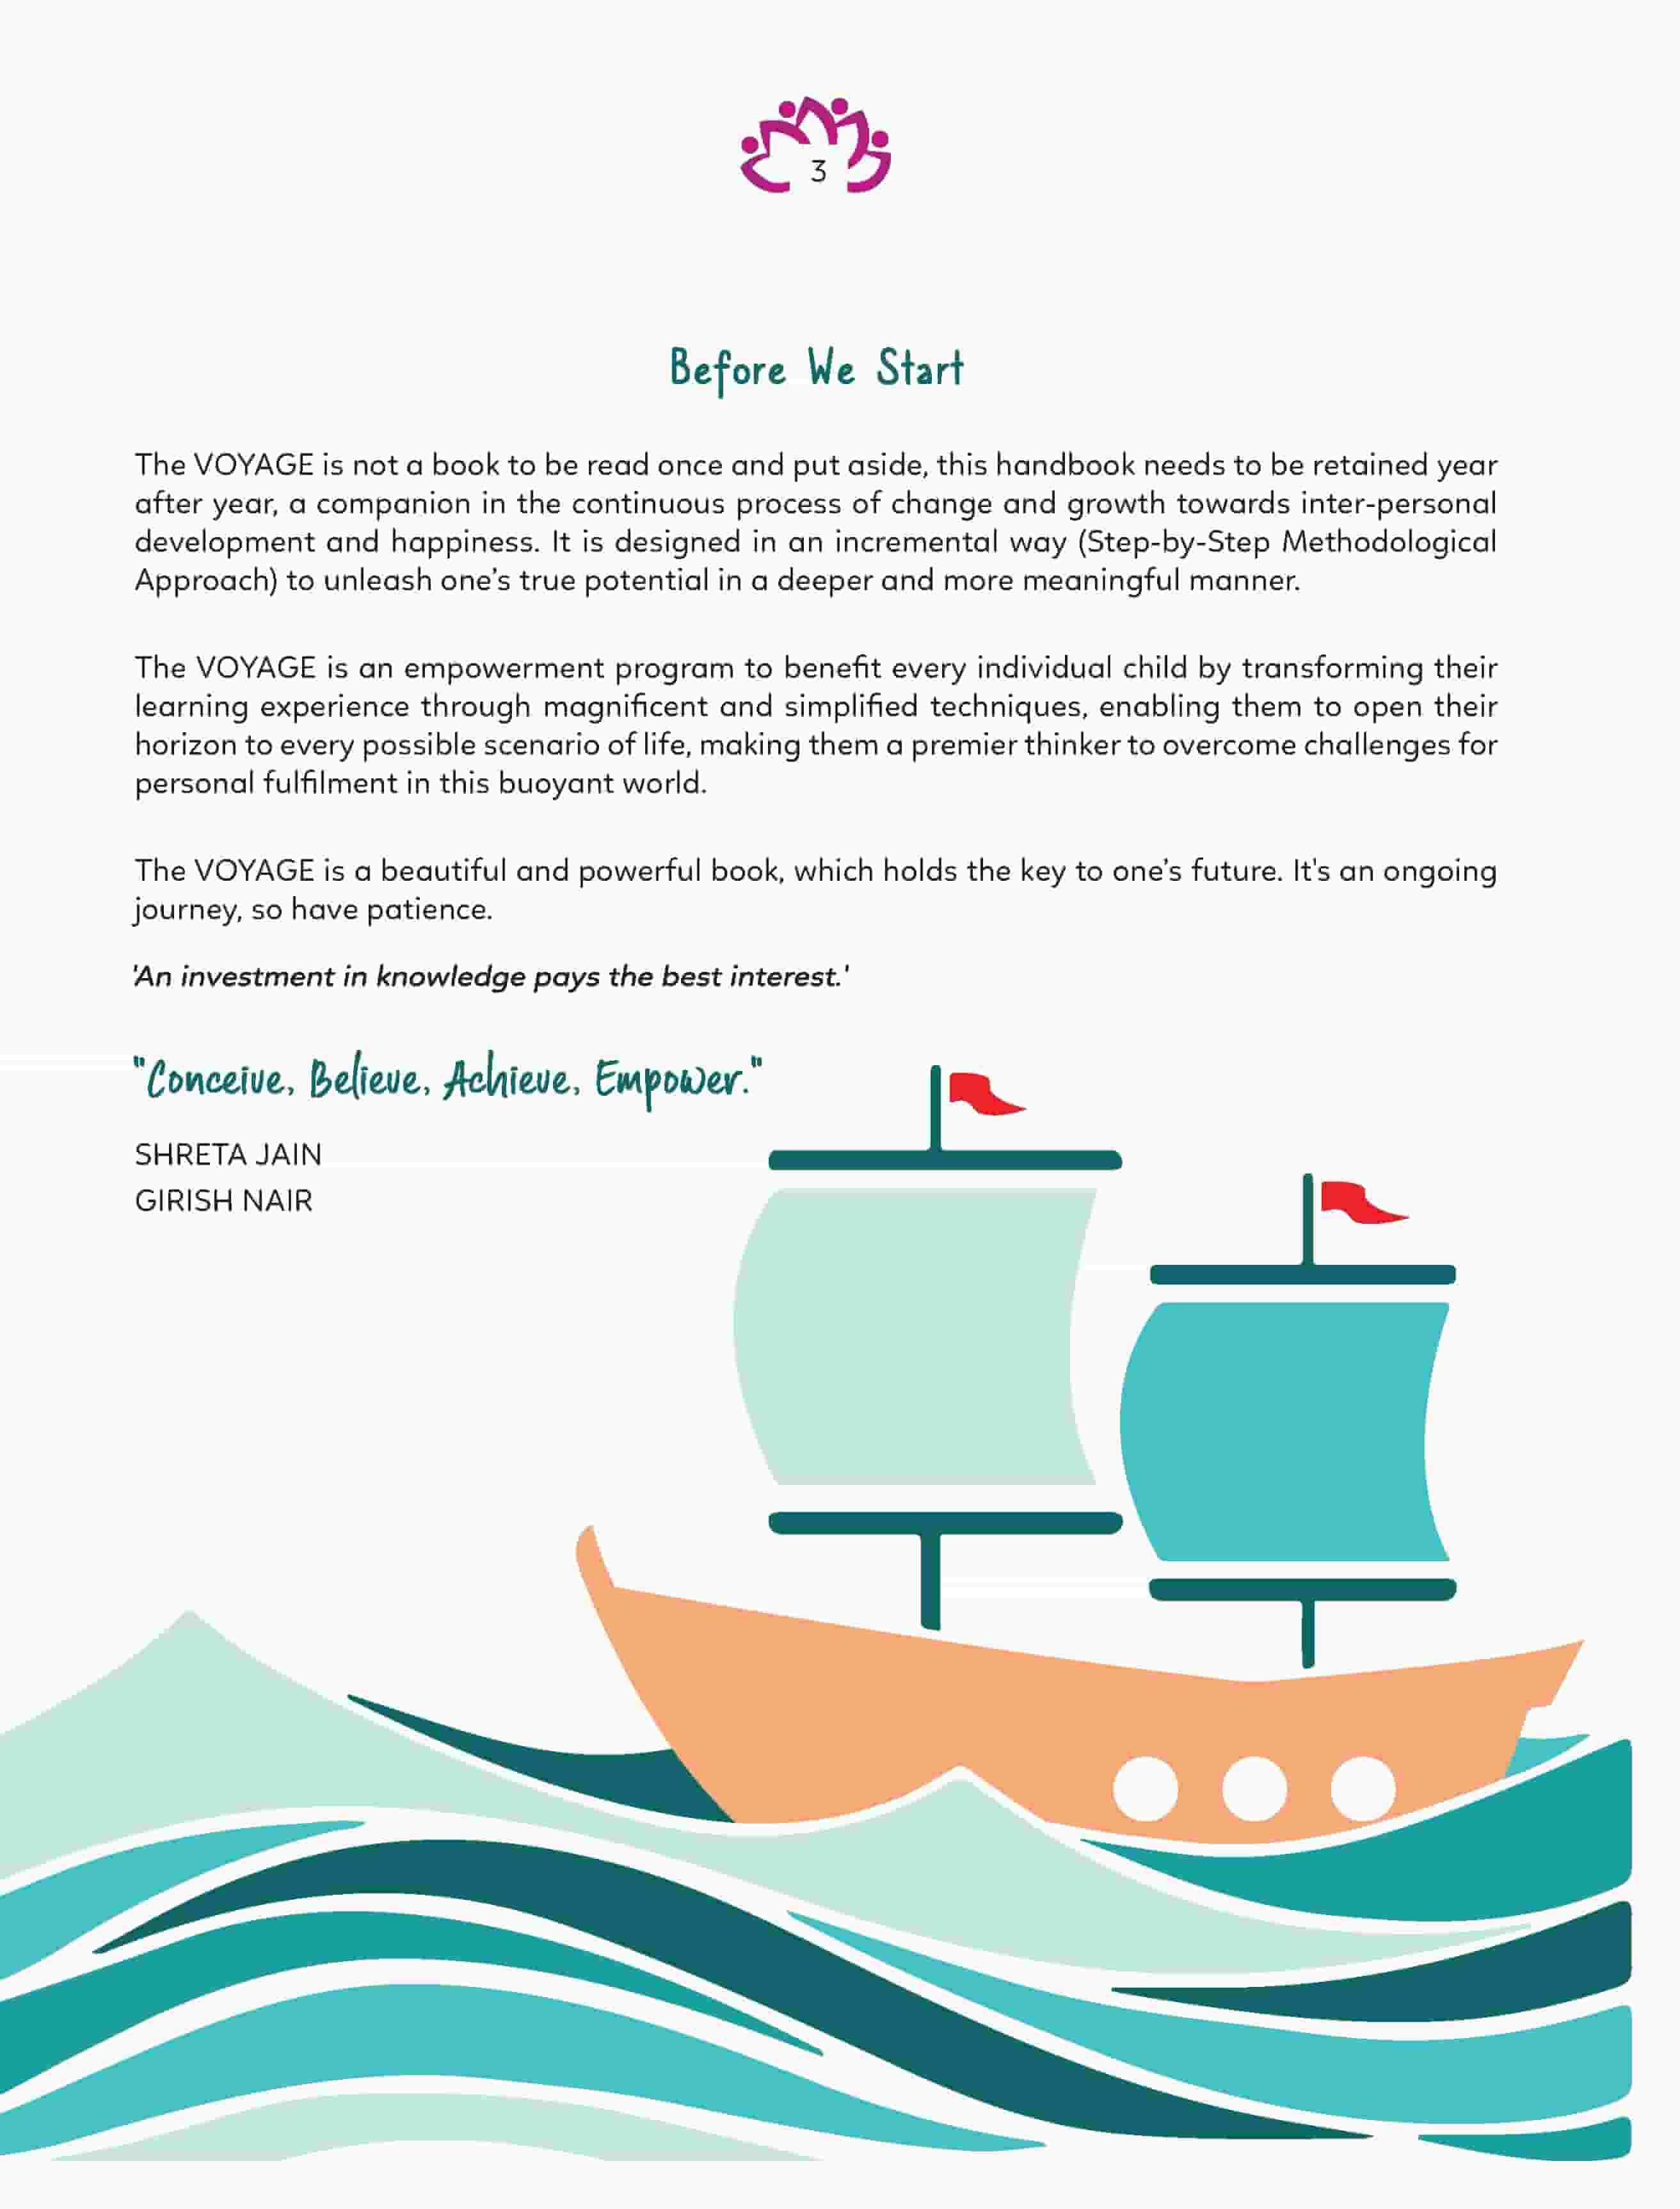 3
Before We Start
The VOYAGE is not a book to be read once and put aside, this handbook needs to be retained year
after year, a companion in the continuous process of change and growth towards inter-personal
development and happiness. It is designed in an incremental way (Step-by-Step Methodological
Approach) to unleash one’s true potential in a deeper and more meaningful manner.
The VOYAGE is an empowerment program to benefit every individual child by transforming their
learning experience through magnificent and simplified techniques, enabling them to open their
horizon to every possible scenario of life, making them a premier thinker to overcome challenges for
personal fulfilment in this buoyant world.
The VOYAGE is a beautiful and powerful book, which holds the key to one’s future. It's an ongoing
journey, so have patience.
'An investment in knowledge pays the best interest.'
"Conceive, Believe, Achieve, Empower."
SHRETA JAIN
GIRISH NAIR